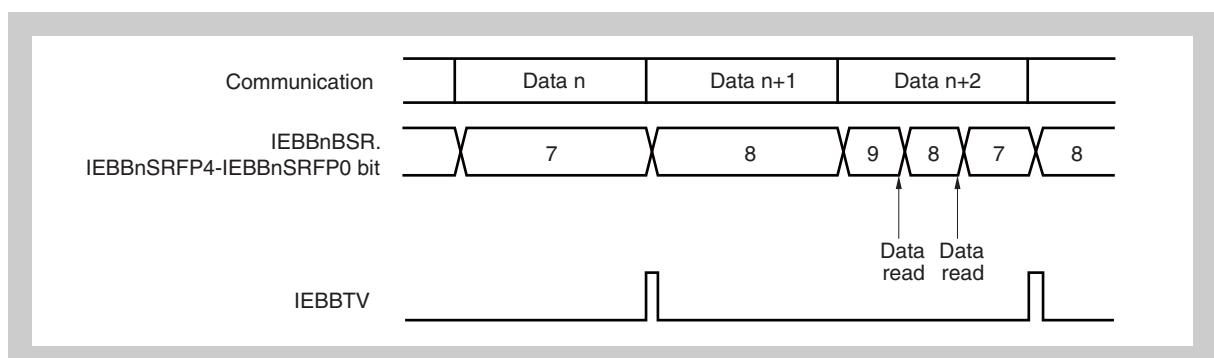 Communication
Data n
Data n+1
Data n+2
IEBBnBSR.
IEBBnSRFP4-IEBBnSRFP0 bit
7
8
9
8
7
8
Data
read
Data
read
IEBBTV